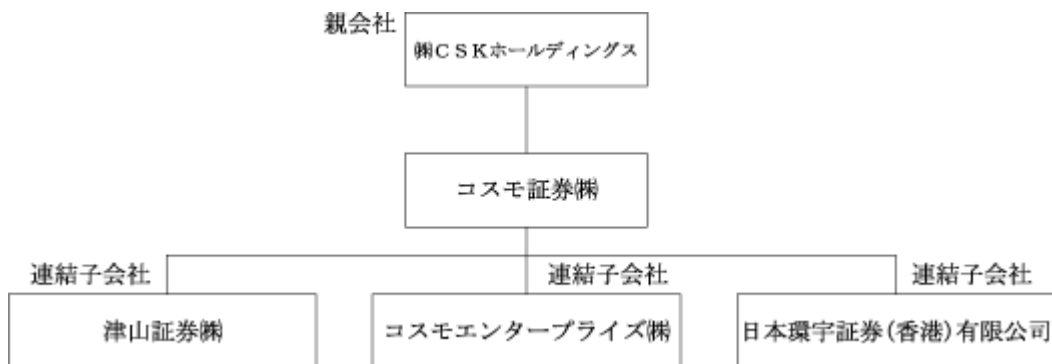 親会社
㈱ＣＳＫホールディングス
コスモ証券㈱
連結子会社
連結子会社
連結子会社
津山証券㈱
コスモエンタープライズ㈱
日本環宇証券(香港)有限公司